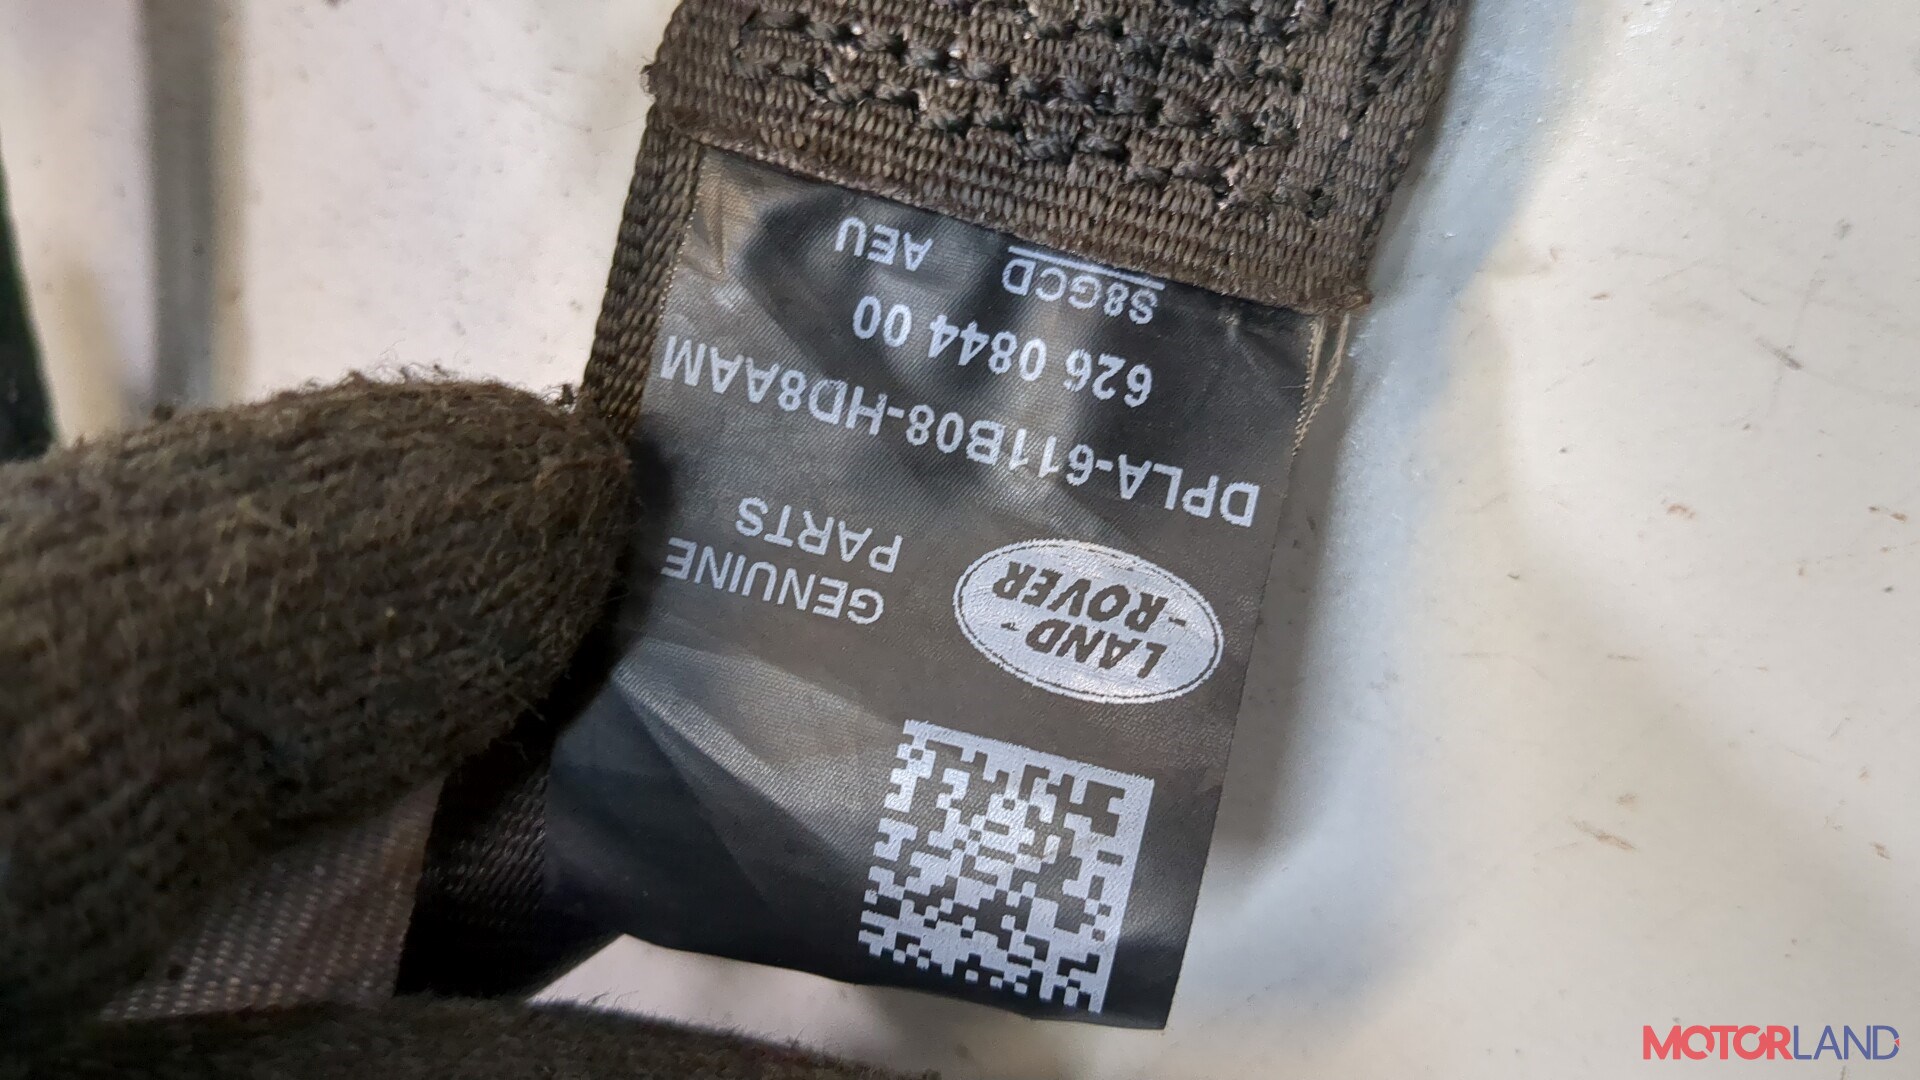 LAND
-ROVER
GENUINE
PARTS
DPLA-611B08-HD8AAM
626 0844 00
S8GCD AEU
MOTORLAND